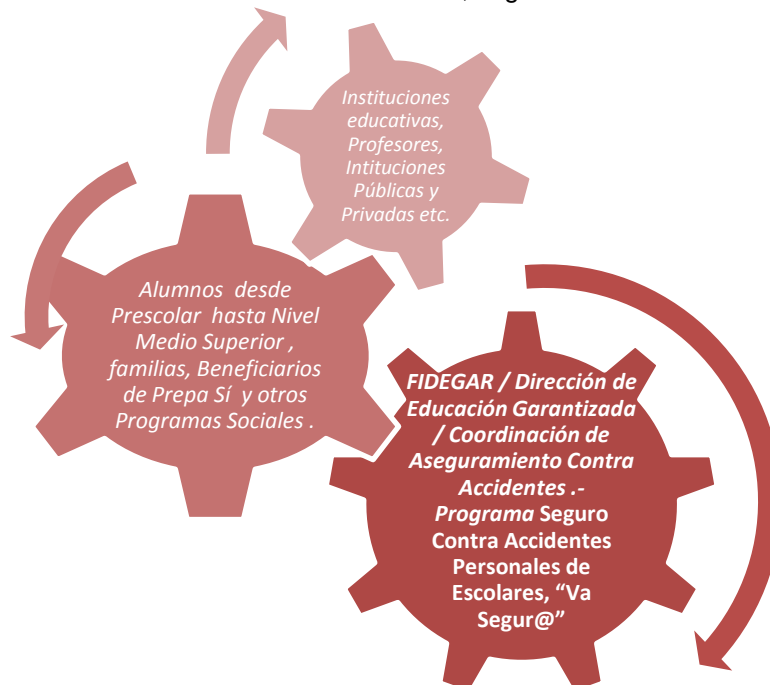 Instituciones
educativas,
Profesores,
Intituciones
Públicas y
Privadas etc.
Alumnos desde
Prescolar hasta Nivel
Medio Superior ,
familias, Beneficiarios
de Prepa Sí y otros
Programas Sociales .
FIDEGAR / Dirección de
Educación Garantizada
/ Coordinación de
Aseguramiento Contra
Accidentes .-
Programa Seguro
Contra Accidentes
Personales de
Escolares, “Va
Segur@”